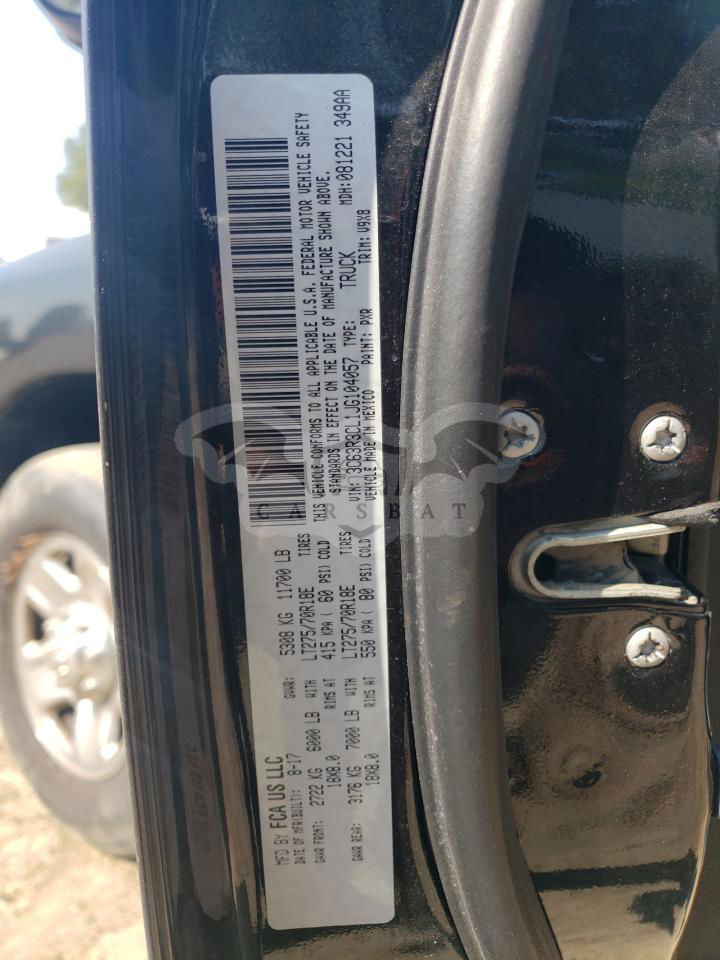 MFD BY FCA US LLC
DATE OF MFR(BUILT): 8-17 GVWR: 5308 KG 11700 LB
GAWR FRONT: 2722 KG 6000 LB WITH LT275/70R18E TIRES
18X8.0 RIMS AT 415 KPA ( 60 PSI) COLD
GAWR REAR: 3176 KG 7000 LB WITH LT275/70R18E TIRES
18X8.0 RIMS AT 550 KPA ( 80 PSI) COLD
THIS VEHICLE CONFORMS TO ALL APPLICABLE U.S.A. FEDERAL MOTOR VEHICLE SAFETY
STANDARDS IN EFFECT ON THE DATE OF MANUFACTURE SHOWN ABOVE.
VIN: 3C63R3CL1JG104057 TYPE: TRUCK MDH: 081221 349AA
VEHICLE MADE IN MEXICO PAINT: PXR TRIM: V9X8
CARSBAT